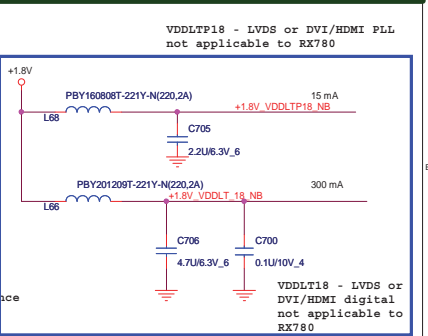 VDDLTP18 - LVDS or DVI/HDMI PLL
not applicable to RX780
+1.8V
PBY160808T-221Y-N(220,2A)
15 mA
+1.8V_VDDLTP18_NB
L68
C705
2.2U/6.3V_6
PBY201209T-221Y-N(220,2A)
300 mA
+1.8V_VDDLT_18_NB
L66
C706
C700
4.7U/6.3V_6
0.1U/10V_4
VDDLT18 - LVDS or
DVI/HDMI digital
not applicable to
RX780
nce